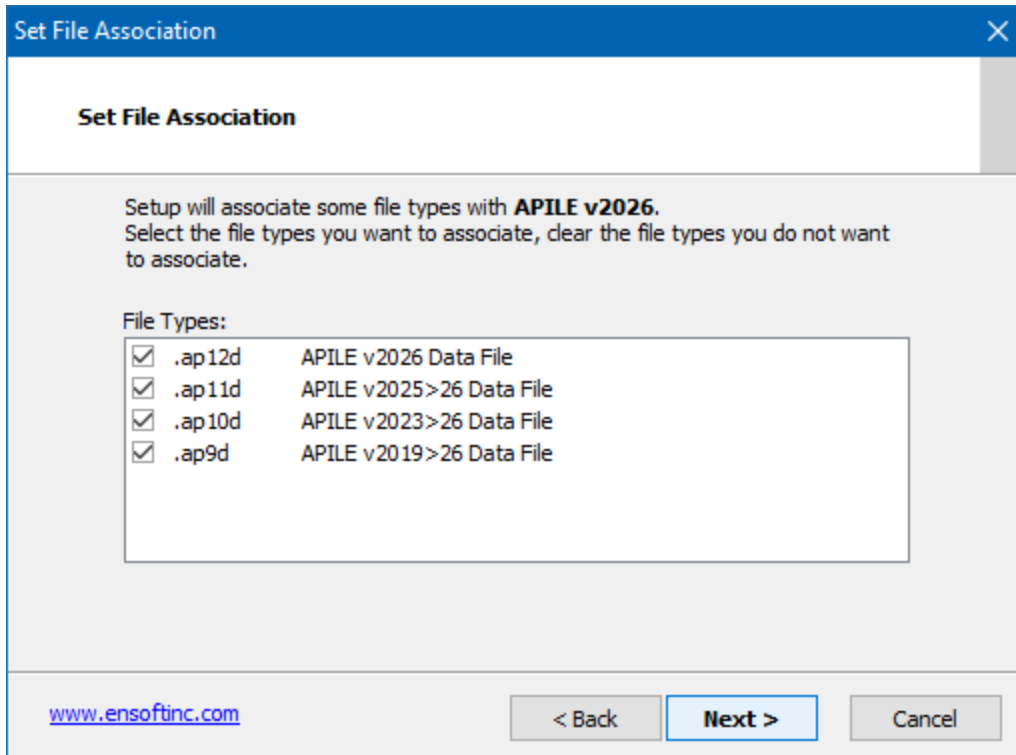 Set File Association
Set File Association
Setup will associate some file types with APILE v2026.
Select the file types you want to associate, clear the file types you do not want
to associate.
File Types:
.ap12d APILE v2026 Data File
.ap11d APILE v2025>26 Data File
.ap10d APILE v2023>26 Data File
.ap9d APILE v2019>26 Data File
www.ensoftinc.com < Back Next > Cancel